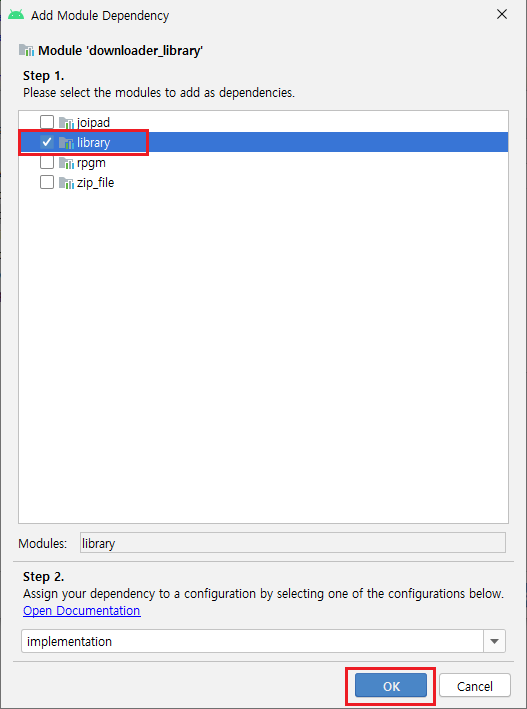 Add Module Dependency
Module 'downloader_library'
Step 1.
Please select the modules to add as dependencies.
joipad
library
rpgm
zip_file
Modules: library
Step 2.
Assign your dependency to a configuration by selecting one of the configurations below.
Open Documentation
implementation
OK Cancel